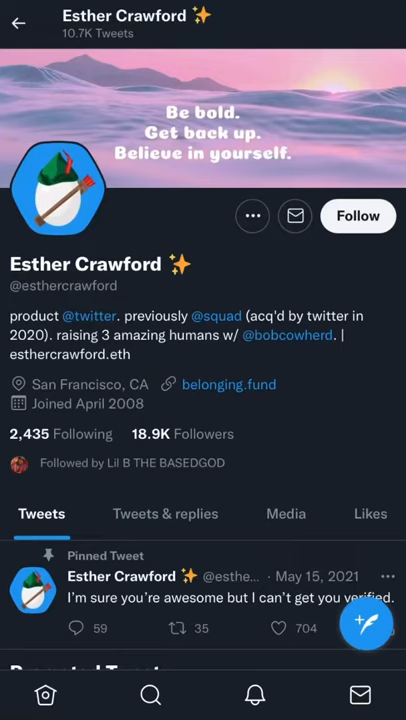 Esther Crawford ✨
10.7K Tweets
Be bold.
Get back up.
Believe in yourself.
Follow
Esther Crawford ✨
@esthercrawford
product @twitter. previously @squad (acq'd by twitter in
2020). raising 3 amazing humans w/ @bobcowherd. |
esthercrawford.eth
San Francisco, CA belonging.fund
Joined April 2008
2,435 Following 18.9K Followers
Followed by Lil B THE BASEDGOD
Tweets Tweets & replies Media Likes
Pinned Tweet
Esther Crawford ✨ @esthe... · May 15, 2021
I'm sure you're awesome but I can't get you verified.
59 35 704